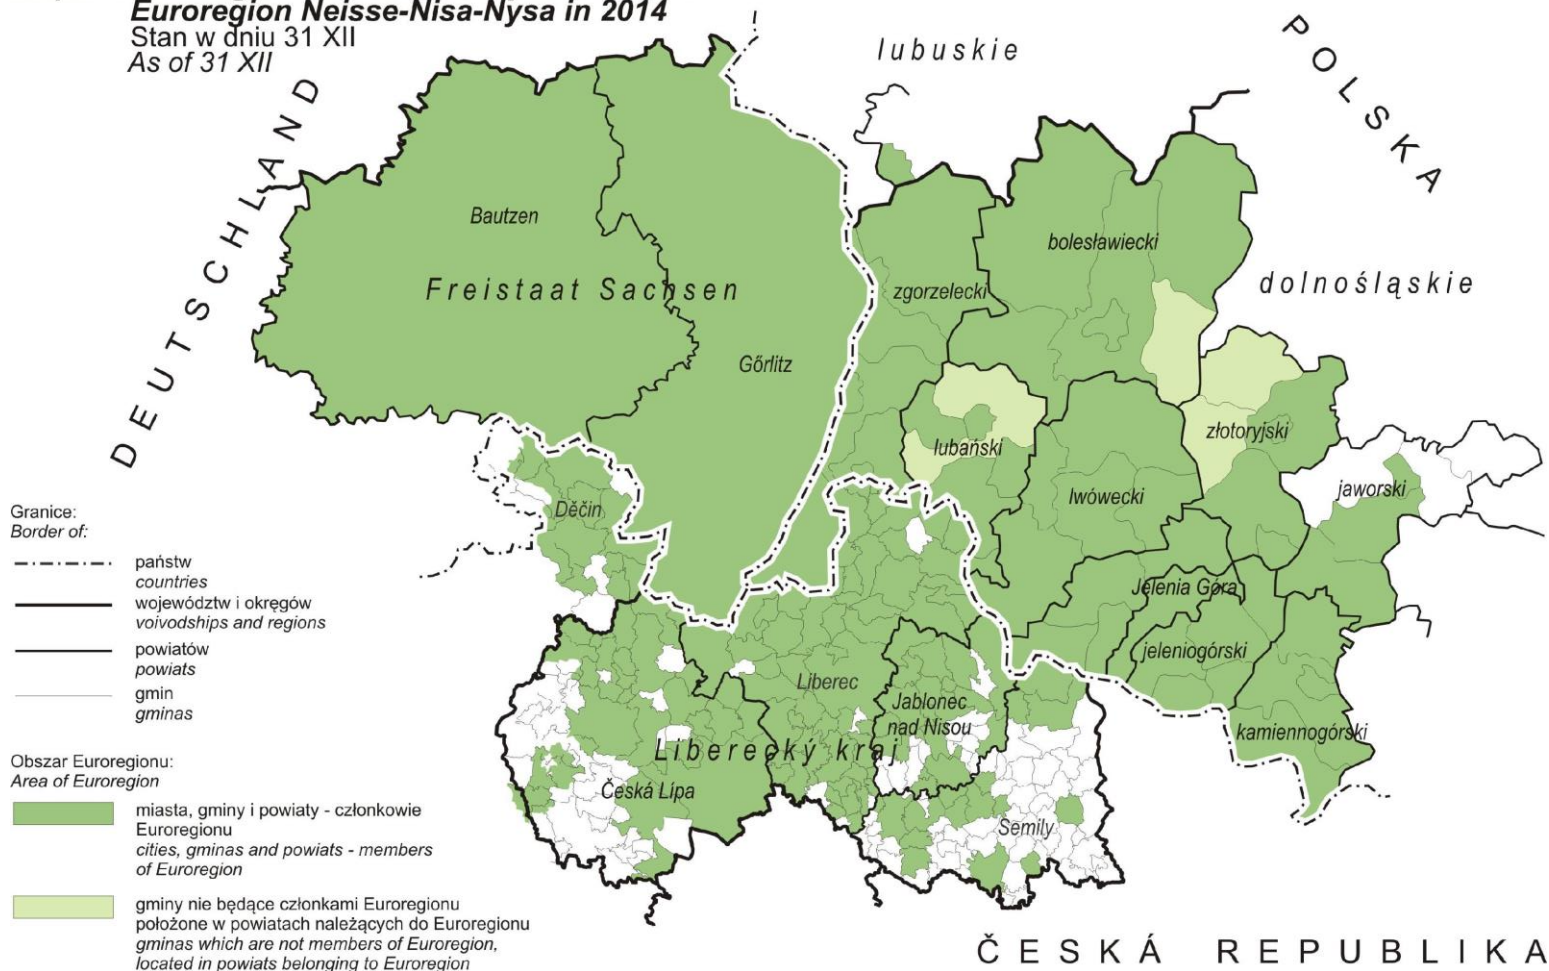 Euroregion Neisse-Nisa-Nysa in 2014
Stan w dniu 31 XII
As of 31 XII
DEUTSCHLAND
POLSKA
lubuskie
dolnośląskie
Bautzen
Freistaat Sachsen
Gőrlitz
zgorzelecki
bolesławiecki
lubański
złotoryjski
lwówecki
jaworski
Děčin
Jelenia Góra
jeleniogórski
kamiennogórski
Liberec
Jablonec
nad Nisou
Liberecký kraj
Česká Lípa
Semily
ČESKÁ REPUBLIKA
Granice:
Border of:
państw
countries
województw i okręgów
voivodships and regions
powiatów
powiats
gmin
gminas
Obszar Euroregionu:
Area of Euroregion
miasta, gminy i powiaty - członkowie
Euroregionu
cities, gminas and powiats - members
of Euroregion
gminy nie będące członkami Euroregionu
położone w powiatach należących do Euroregionu
gminas which are not members of Euroregion,
located in powiats belonging to Euroregion